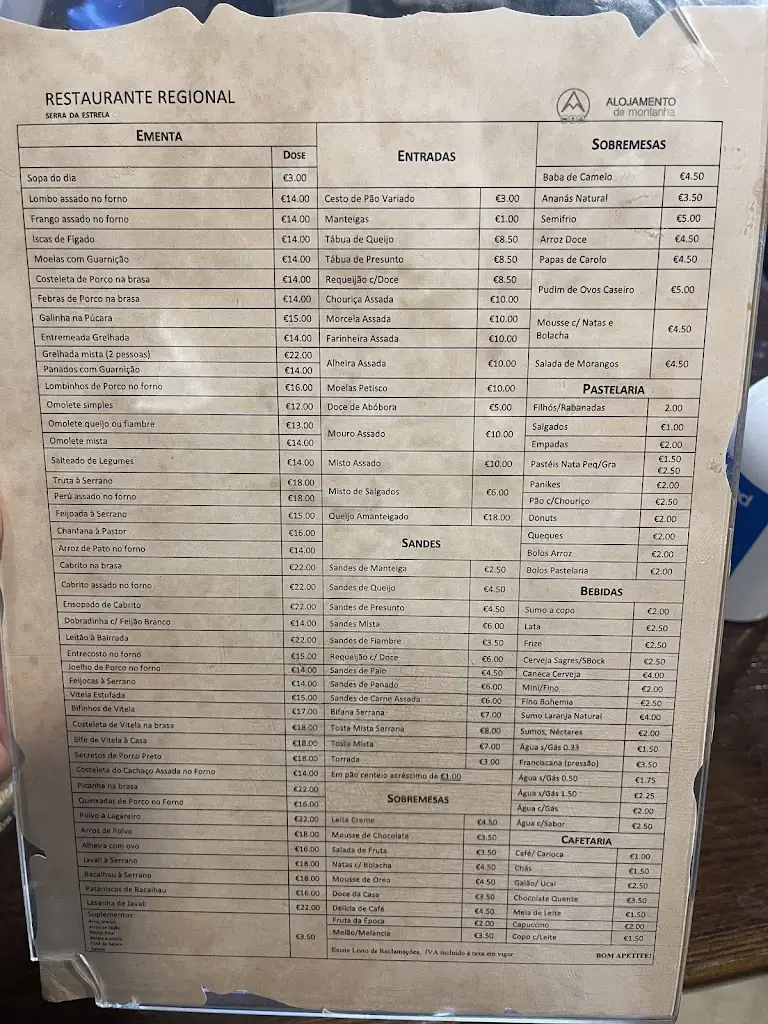 RESTAURANTE REGIONAL
SERRA DA ESTRELA
ALOJAMENTO
de montanha
EMENTA
DOSE
Sopa do dia €3.00
Lombo assado no forno €14.00
Frango assado no forno €14.00
Iscas de Fígado €14.00
Moelas com Guarnição €14.00
Costeleta de Porco na brasa €14.00
Febras de Porco na brasa €14.00
Galinha na Púcara €15.00
Entremeada Grelhada €14.00
Grelhada mista (2 pessoas) €22.00
Panados com Guarnição €14.00
Lombinhos de Porco no forno €16.00
Omolete simples €12.00
Omolete queijo ou fiambre €13.00
Omolete mista €14.00
Salteado de Legumes €14.00
Truta à Serrano €18.00
Perú assado no forno €18.00
Feijoada à Serrano €15.00
Chanfana à Pastor €16.00
Arroz de Pato no forno €14.00
Cabrito na brasa €22.00
Cabrito assado no forno €22.00
Ensopado de Cabrito €22.00
Dobradinha c/ Feijão Branco €14.00
Leitão à Bairrada €22.00
Entrecosto no forno €15.00
Joelho de Porco no forno €14.00
Feijocas à Serrano €14.00
Vitela Estufada €15.00
Bifinhos de Vitela €17.00
Costeleta de Vitela na brasa €18.00
Bife de Vitela à Casa €18.00
Secretos de Porco Preto €18.00
Costeleta do Cachaço Assada no Forno €14.00
Picanha na brasa €22.00
Queixadas de Porco no Forno €16.00
Polvo à Lagareiro €22.00
Arroz de Polvo €18.00
Alheira com ovo €16.00
Javali à Serrano €18.00
Bacalhau à Serrano €18.00
Pataniscas de Bacalhau €16.00
Lasanha de Javali €22.00
Suplementos:
€3.50
ENTRADAS
Cesto de Pão Variado €3.00
Manteigas €1.00
Tábua de Queijo €8.50
Tábua de Presunto €8.50
Requeijão c/Doce €8.50
Chouriça Assada €10.00
Morcela Assada €10.00
Farinheira Assada €10.00
Alheira Assada €10.00
Moelas Petisco €10.00
Doce de Abóbora €5.00
Mouro Assado €10.00
Misto Assado €10.00
Misto de Salgados €6.00
Queijo Amanteigado €18.00
SANDES
Sandes de Manteiga €2.50
Sandes de Queijo €4.50
Sandes de Presunto €4.50
Sandes Mista €6.00
Sandes de Fiambre €3.50
Requeijão c/ Doce €6.00
Sandes de Paio €4.50
Sandes de Panado €6.00
Sandes de Carne Assada €6.00
Bifana Serrana €7.00
Tosta Mista Serrana €8.00
Tosta Mista €7.00
Torrada €3.00
Em pão centeio acréscimo de €1.00
SOBREMESAS
Leite Creme €4.50
Mousse de Chocolate €3.50
Salada de Fruta €3.50
Natas c/ Bolacha €4.50
Mousse de Oreo €4.50
Doce da Casa €3.50
Delícia de Café €4.50
Fruta da Época €2.00
Melão/Melancia €3.50
SOBREMESAS
Baba de Camelo €4.50
Ananás Natural €3.50
Semifrio €5.00
Arroz Doce €4.50
Papas de Carolo €4.50
Pudim de Ovos Caseiro €5.00
Mousse c/ Natas e
Bolacha €4.50
Salada de Morangos €4.50
PASTELARIA
Filhós/Rabanadas 2.00
Salgados €1.00
Empadas €2.00
Pastéis Nata Peq/Gra €1.50
€2.50
Panikes €2.00
Pão c/Chouriço €2.50
Donuts €2.00
Queques €2.00
Bolos Arroz €2.00
Bolos Pastelaria €2.00
BEBIDAS
Sumo a copo €2.00
Lata €2.50
Frize €2.50
Cerveja Sagres/SBock €2.50
Caneca Cerveja €4.00
Mini/Fino €2.00
Fino Bohemia €2.50
Sumo Laranja Natural €4.00
Sumos, Néctares €2.00
Água s/Gás 0.33 €1.50
Franciscana (pressão) €3.50
Água s/Gás 0.50 €1.75
Água s/Gás 1.50 €2.25
Água c/Gás €2.00
Água c/Sabor €2.50
CAFETARIA
Café/ Carioca €1.00
Chás €1.50
Galão/ Ucal €2.50
Chocolate Quente €3.50
Meia de Leite €1.50
Capuccino €2.00
Copo c/Leite €1.50
Existe Livro de Reclamações. IVA incluído à taxa em vigor
BOM APETITE!